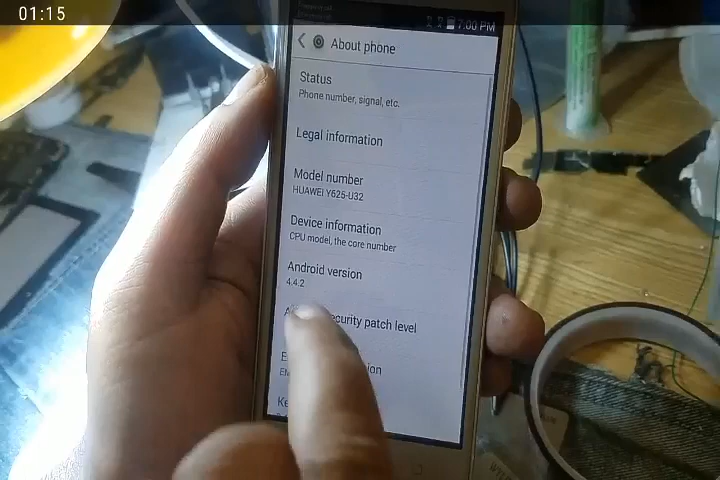 01:15
7:00 PM
About phone
Status
Phone number, signal, etc.
Legal information
Model number
HUAWEI Y625-U32
Device information
CPU model, the core number
Android version
4.4.2
security patch level